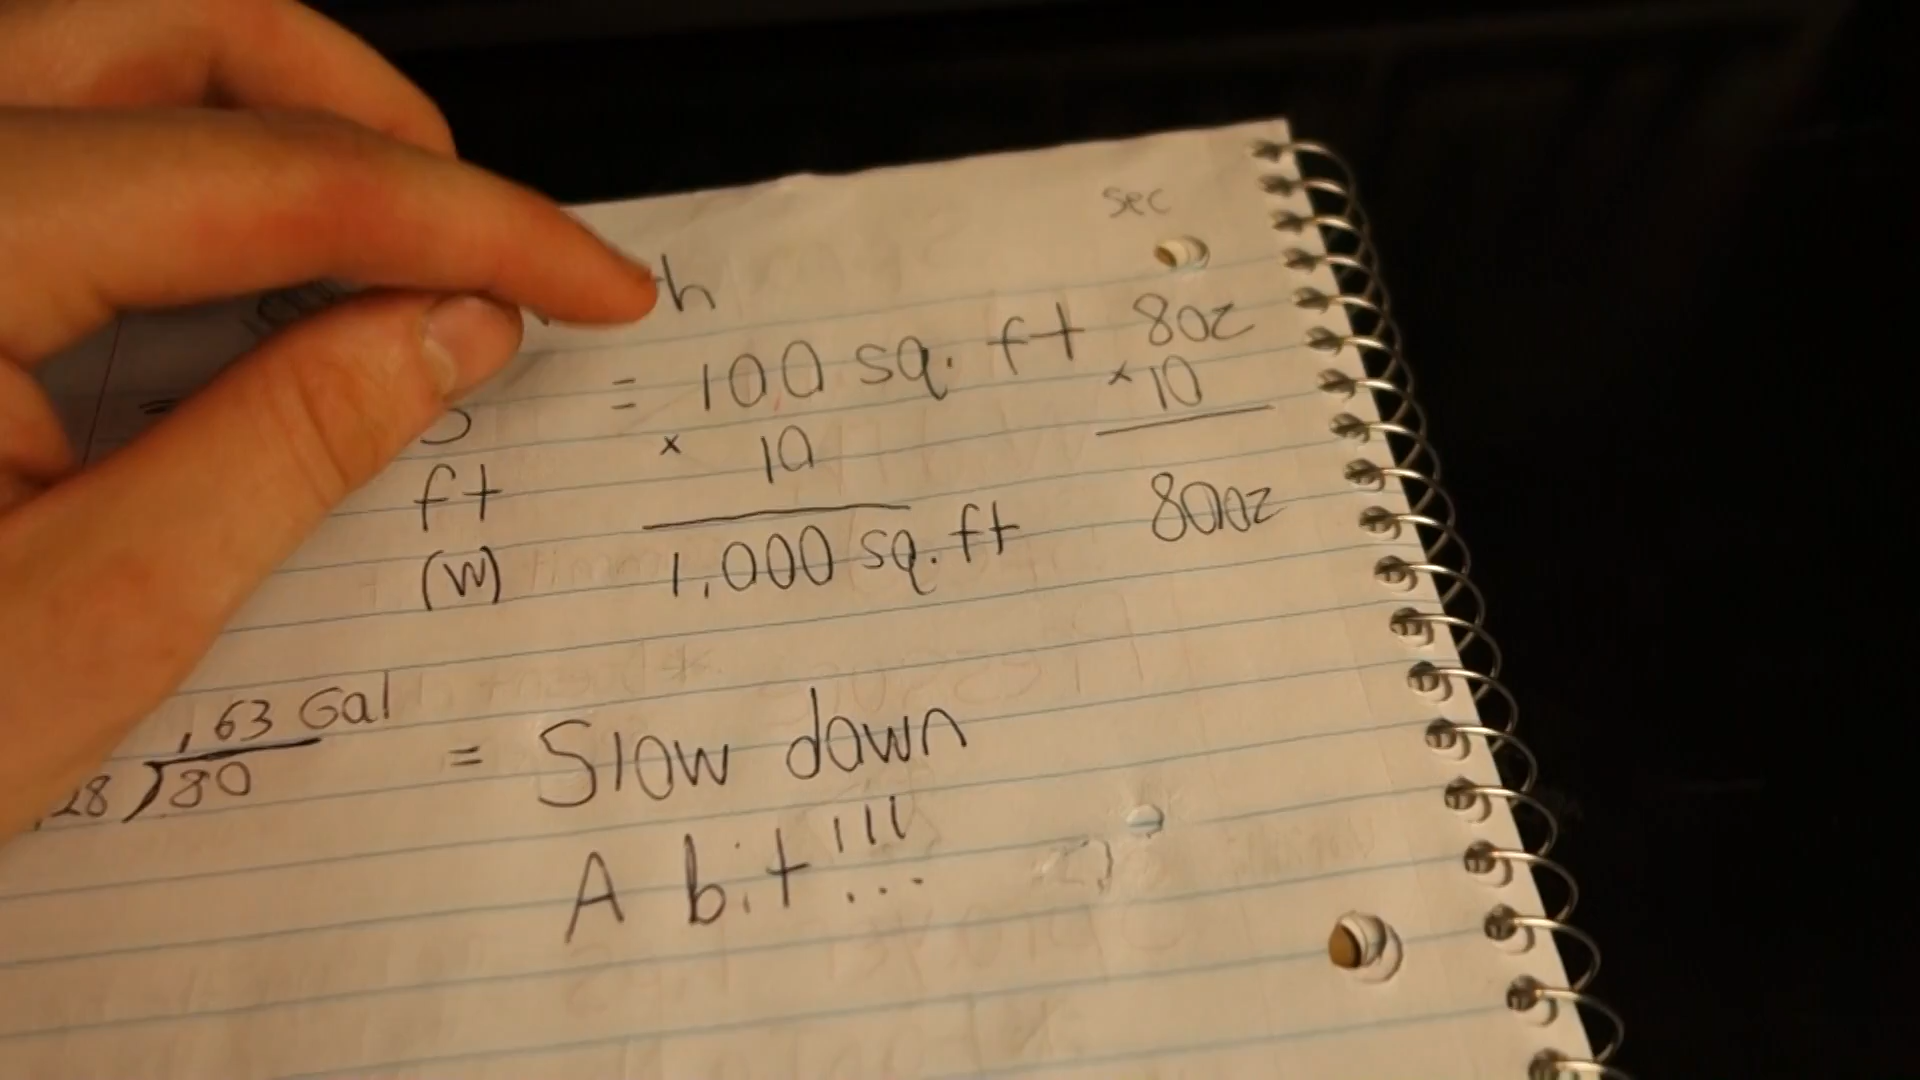 sec
= 100 sq. ft 8oz
ft × 10 × 10
(W) 1,000 sq. ft 80oz
.63 Gal
28 80 = Slow down
A bit!!!